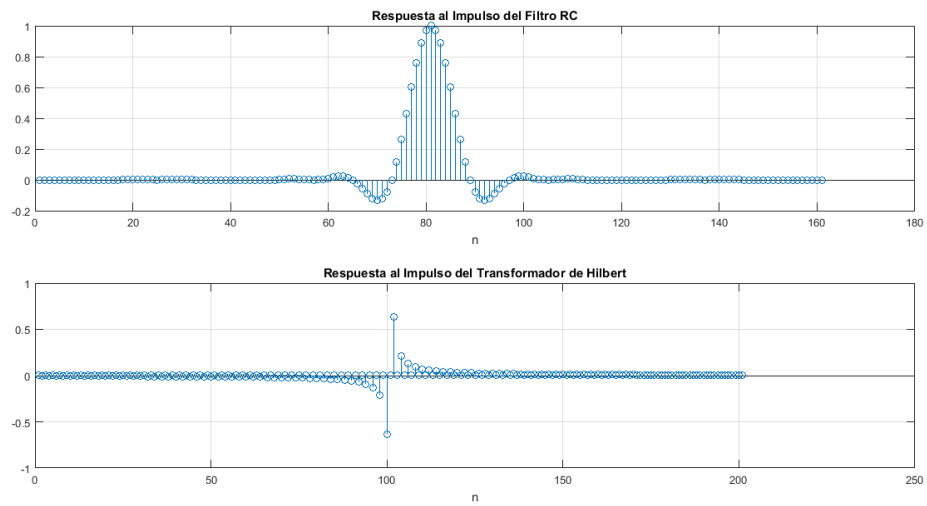 Respuesta al Impulso del Filtro RC
1
0.8
0.6
0.4
0.2
0
-0.2
0 20 40 60 80 100 120 140 160 180
n
Respuesta al Impulso del Transformador de Hilbert
1
0.5
0
-0.5
-1
0 50 100 150 200 250
n